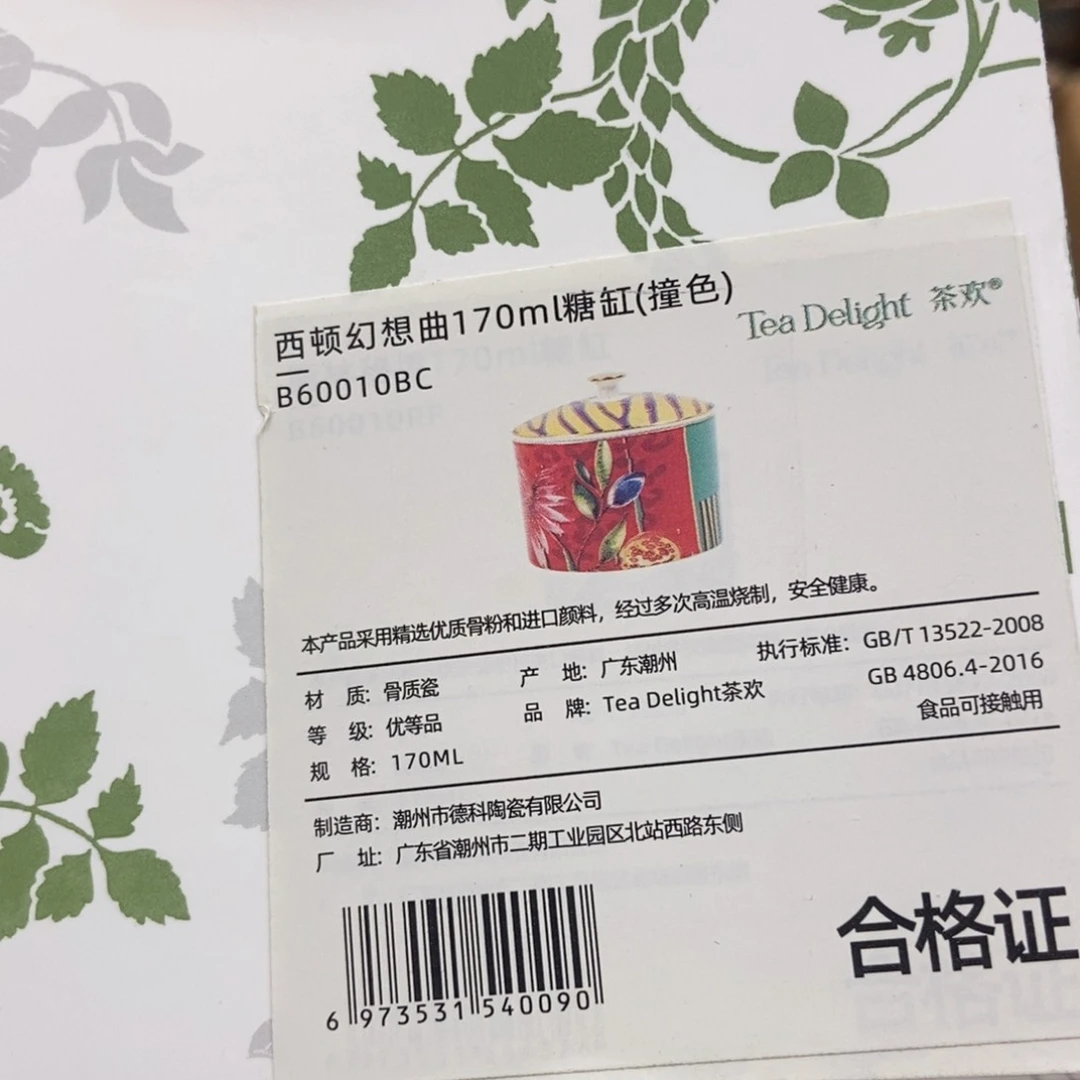 西顿幻想曲170ml糖缸(撞色)
Tea Delight 茶欢®
B60010BC
本产品采用精选优质骨粉和进口颜料，经过多次高温烧制，安全健康。
材 质: 骨质瓷 产 地: 广东潮州 执行标准: GB/T 13522-2008
等 级: 优等品 品 牌: Tea Delight茶欢 GB 4806.4-2016
规 格: 170ML 食品可接触用
制造商: 潮州市德科陶瓷有限公司
厂 址: 广东省潮州市二期工业园区北站西路东侧
合格证
6 973531 540090